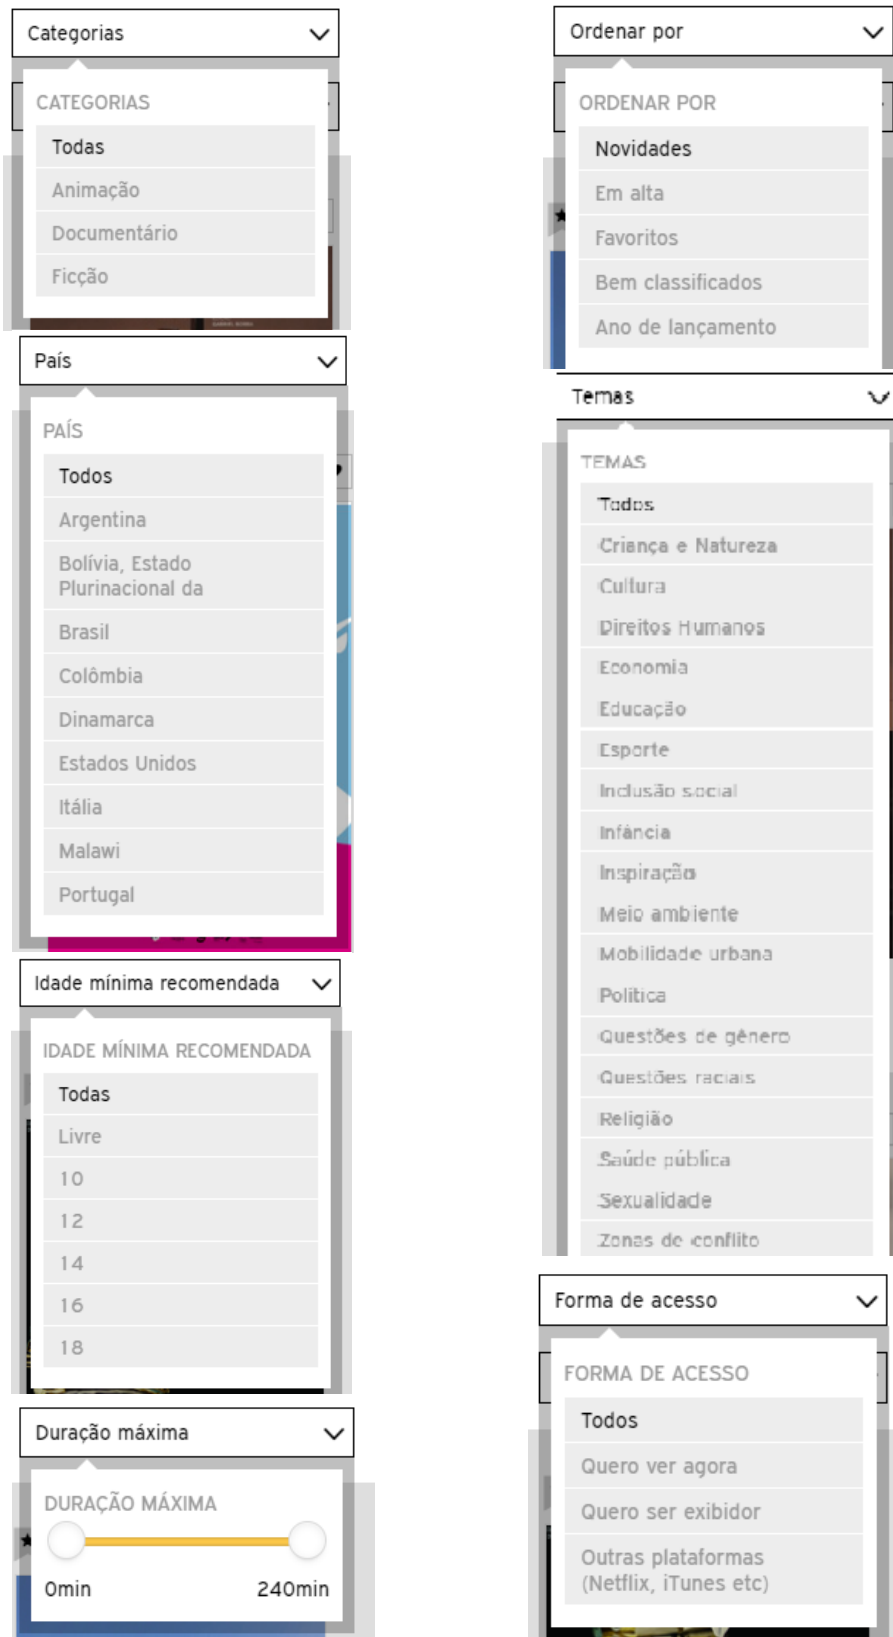 Categorias
CATEGORIAS
Todas
Animação
Documentário
Ficção
País
PAÍS
Todos
Argentina
Bolívia, Estado
Plurinacional da
Brasil
Colômbia
Dinamarca
Estados Unidos
Itália
Malawi
Portugal
Idade mínima recomendada
IDADE MÍNIMA RECOMENDADA
Todas
Livre
10
12
14
16
18
Duração máxima
DURAÇÃO MÁXIMA
0min 240min
Ordenar por
ORDENAR POR
Novidades
Em alta
Favoritos
Bem classificados
Ano de lançamento
Temas
TEMAS
Todos
Criança e Natureza
Cultura
Direitos Humanos
Economia
Educação
Esporte
Inclusão social
Infância
Inspiração
Meio ambiente
Mobilidade urbana
Política
Questões de gênero
Questões raciais
Religião
Saúde pública
Sexualidade
Zonas de conflito
Forma de acesso
FORMA DE ACESSO
Todos
Quero ver agora
Quero ser exibidor
Outras plataformas
(Netflix, iTunes etc)